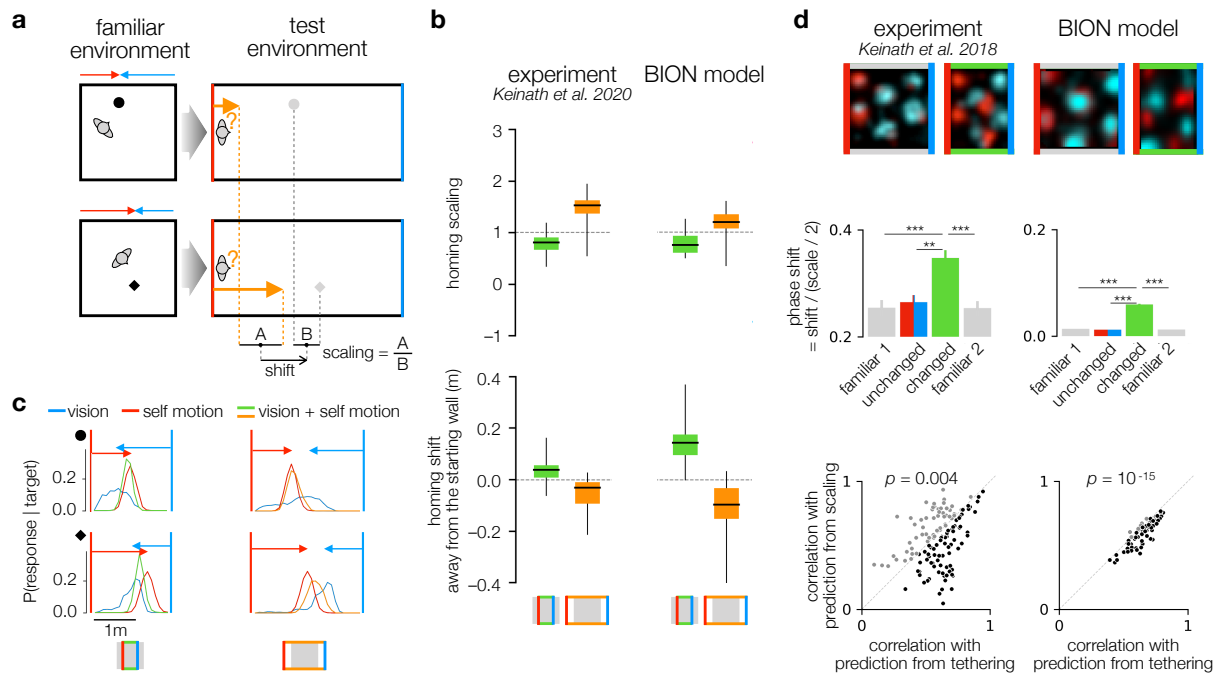 a
familiar
environment
test
environment
?
?
A
B
shift
scaling = A
B
b
experiment
Keinath et al. 2020
BION model
homing scaling
3
2
1
0
−1
homing shift
away from the starting wall (m)
0.4
0.2
0.0
−0.2
−0.4
c
vision
self motion
vision + self motion
P(response | target)
0.2
0.0
0.2
0.0
1m
d
experiment
Keinath et al. 2018
BION model
phase shift
= shift / (scale / 2)
0.4
0.2
***
**
***
familiar 1
unchanged
changed
familiar 2
0.2
0.0
***
***
***
familiar 1
unchanged
changed
familiar 2
correlation with
prediction from scaling
p = 0.004
1
0
0
1
correlation with
prediction from tethering
p = 10-15
1
0
0
1
correlation with
prediction from tethering